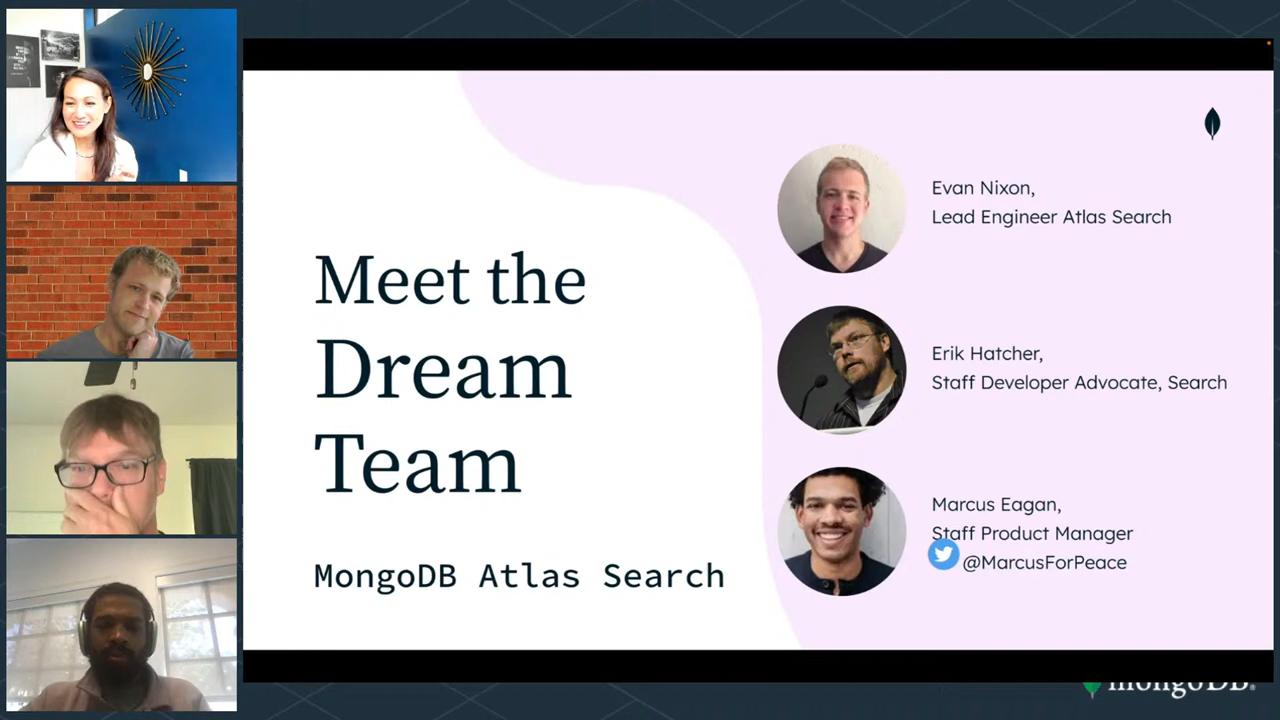 Meet the
Dream
Team
MongoDB Atlas Search
Evan Nixon,
Lead Engineer Atlas Search
Erik Hatcher,
Staff Developer Advocate, Search
Marcus Eagan,
Staff Product Manager
@MarcusForPeace
mongoDB®